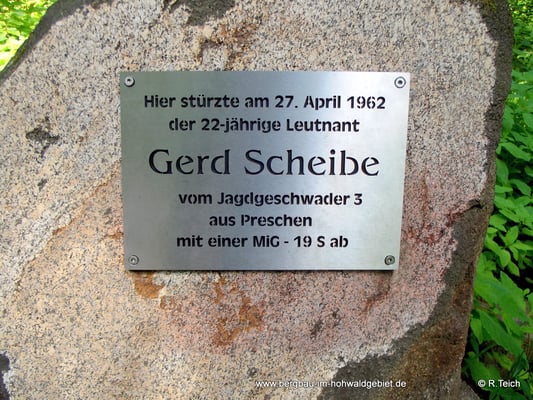 Hier stürzte am 27. April 1962
der 22-jährige Leutnant
Gerd Scheibe
vom Jagdgeschwader 3
aus Preschen
mit einer MiG - 19 S ab
www.bergbau-im-hohwaldgebiet.de
© R.Teich